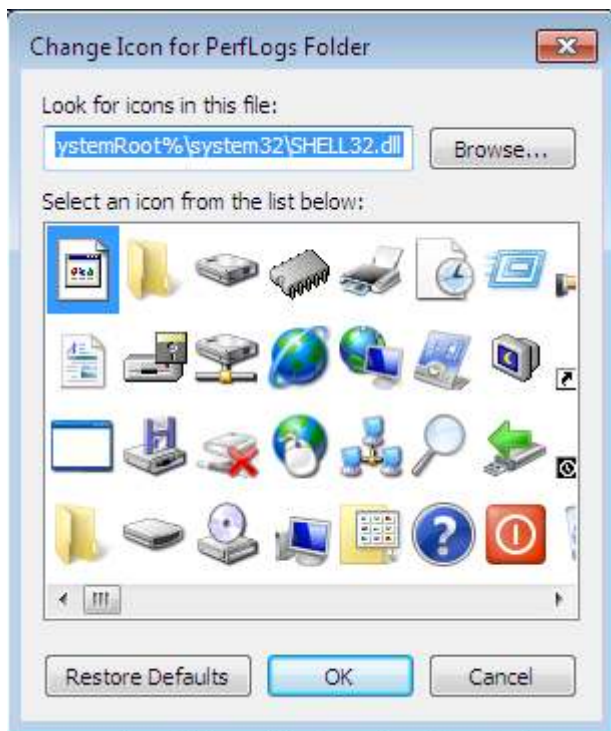 Change Icon for PerfLogs Folder
Look for icons in this file:
ystemRoot%\system32\SHELL32.dll
Browse...
Select an icon from the list below:
Restore Defaults
OK
Cancel